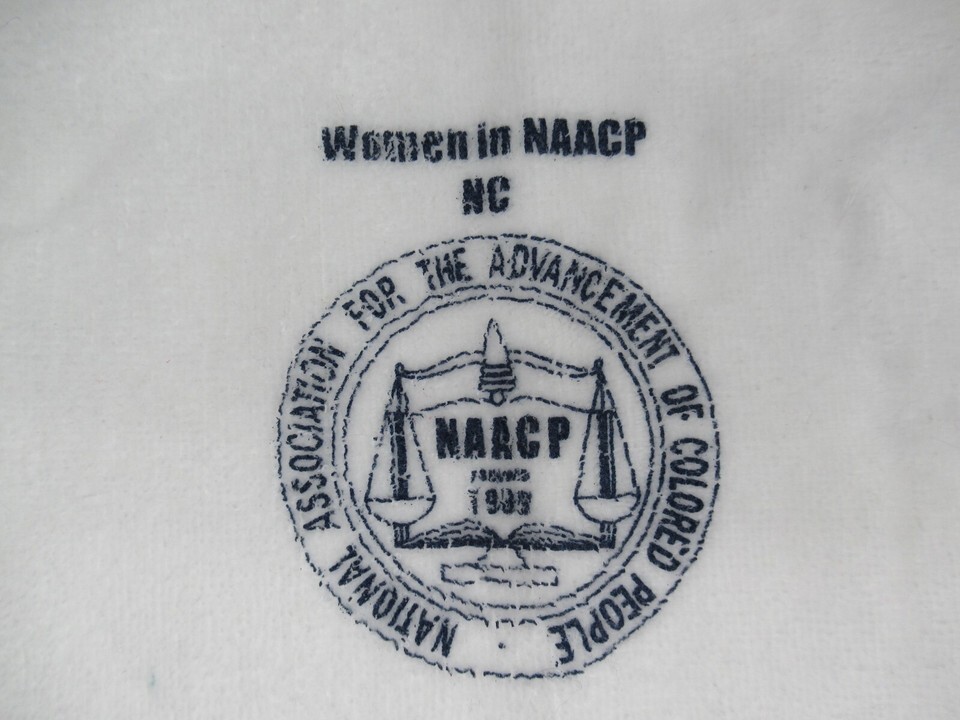 Women in NAACP
NC
NATIONAL ASSOCIATION FOR THE ADVANCEMENT OF COLORED PEOPLE
NAACP